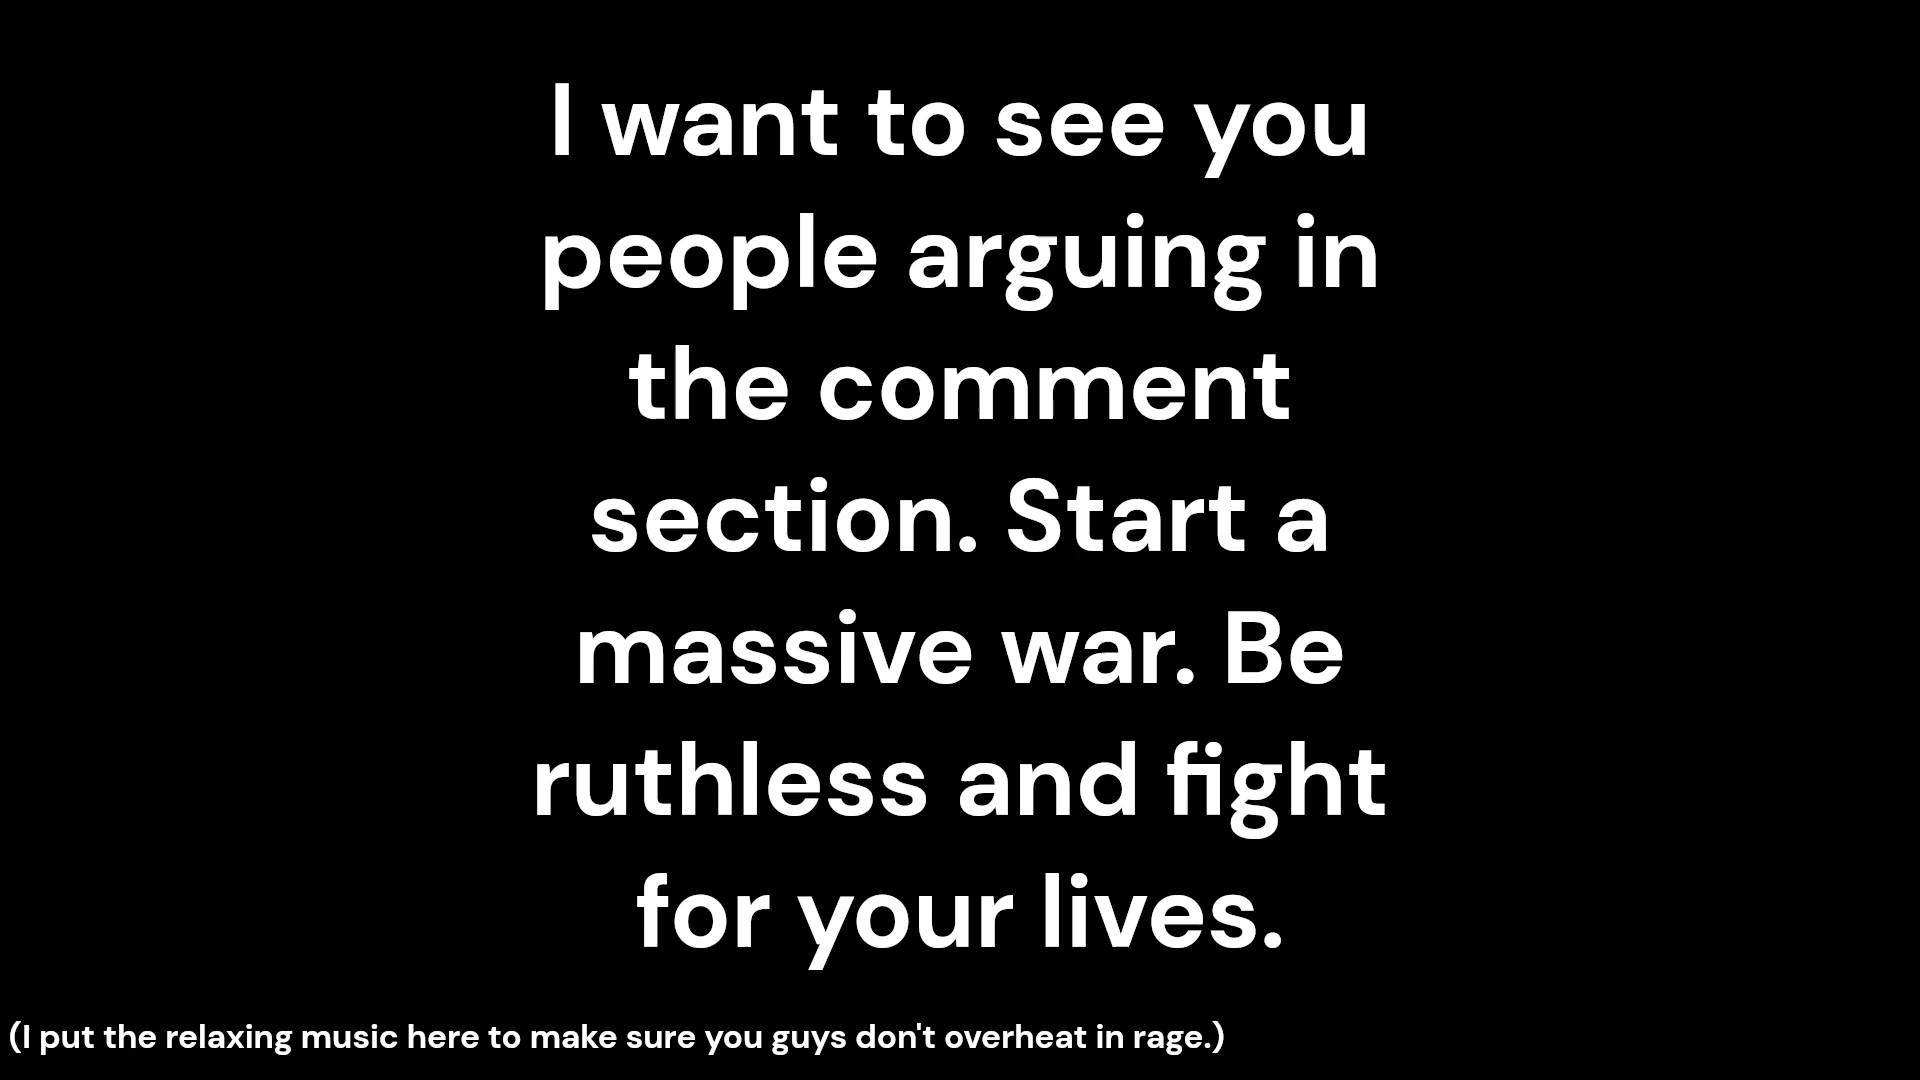 I want to see you
people arguing in
the comment
section. Start a
massive war. Be
ruthless and fight
for your lives.
(I put the relaxing music here to make sure you guys don't overheat in rage.)